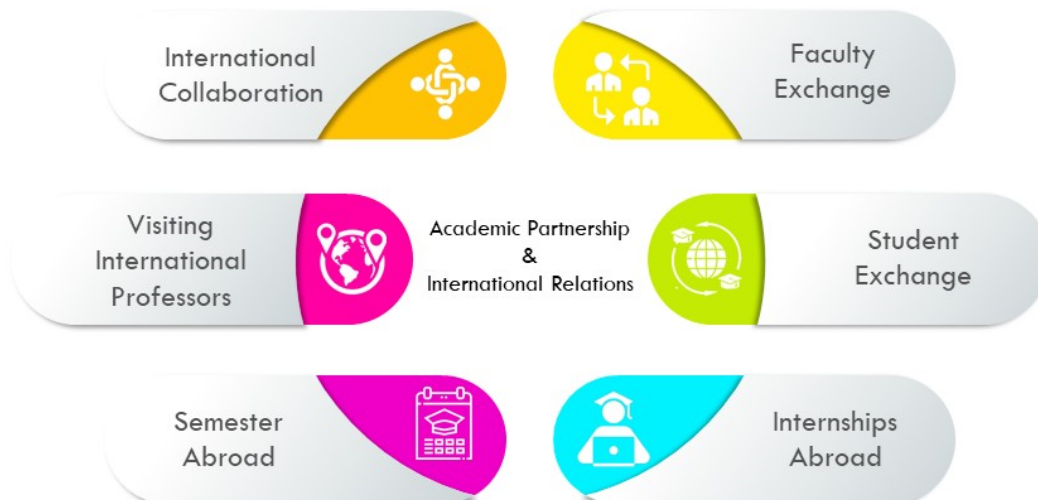 International
Collaboration
Faculty
Exchange
Visiting
International
Professors
Academic Partnership
&
International Relations
Student
Exchange
Semester
Abroad
Internships
Abroad